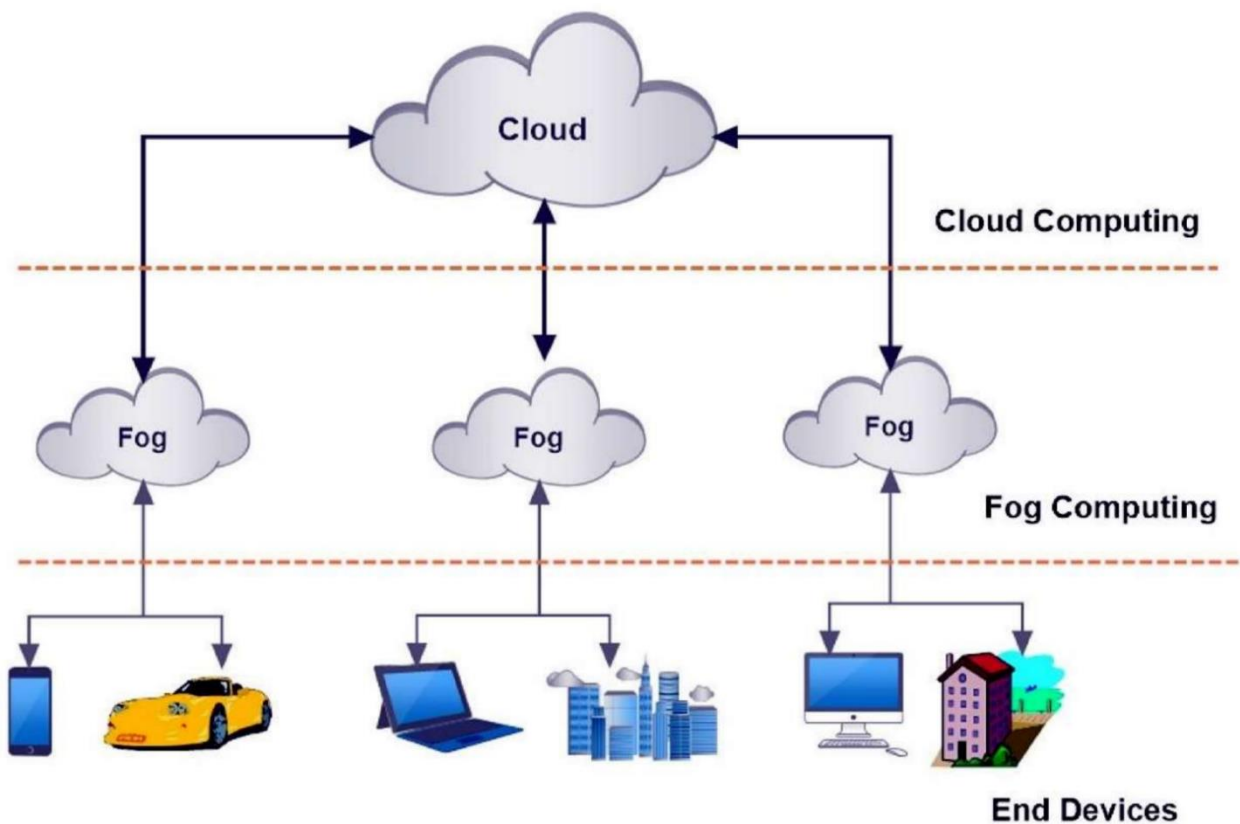 Cloud
Cloud Computing
Fog
Fog
Fog
Fog Computing
End Devices